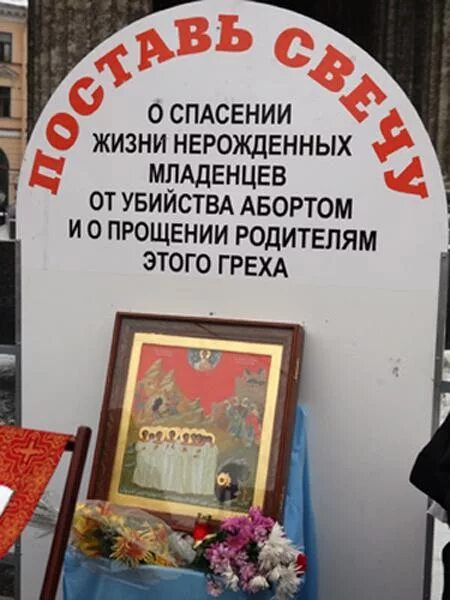 ПОСТАВЬ СВЕЧУ
О СПАСЕНИИ
ЖИЗНИ НЕРОЖДЕННЫХ
МЛАДЕНЦЕВ
ОТ УБИЙСТВА АБОРТОМ
И О ПРОЩЕНИИ РОДИТЕЛЯМ
ЭТОГО ГРЕХА